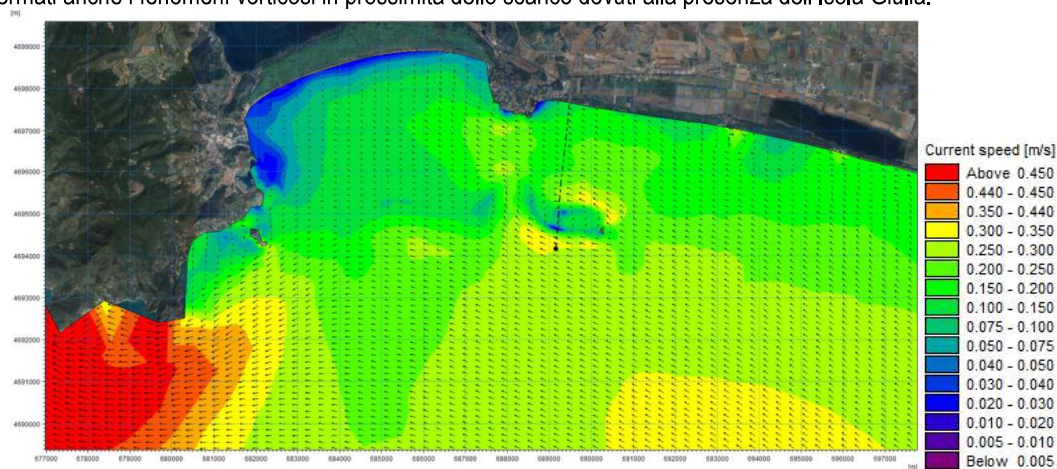 ormati anche i fenomeni vorticosi in prossimità dello scarico dovuti alla presenza dell'Isola Giulia.
[m]
4699000
4698000
4697000
4695000
4695000
4694000
4693000
4692000
4691000
4690000
677000 678000 679000 680000 681000 682000 683000 684000 685000 686000 687000 688000 689000 690000 691000 692000 693000 694000 695000 696000 697000
[m]
Current speed [m/s]
Above 0.450
0.440 - 0.450
0.350 - 0.440
0.300 - 0.350
0.250 - 0.300
0.200 - 0.250
0.150 - 0.200
0.100 - 0.150
0.075 - 0.100
0.050 - 0.075
0.040 - 0.050
0.030 - 0.040
0.020 - 0.030
0.010 - 0.020
0.005 - 0.010
Below 0.005